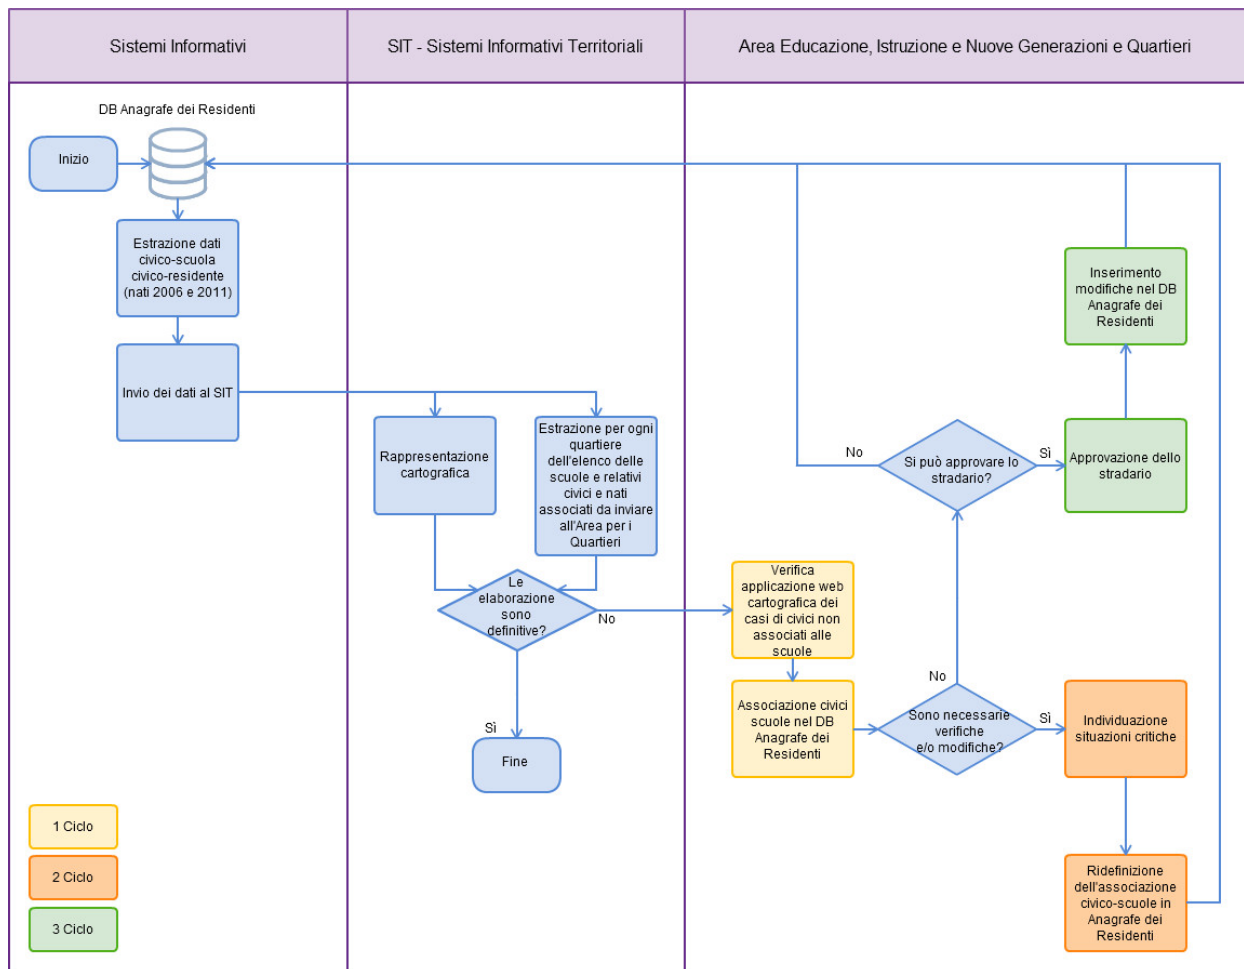 Sistemi Informativi
SIT - Sistemi Informativi Territoriali
Area Educazione, Istruzione e Nuove Generazioni e Quartieri
DB Anagrafe dei Residenti
Inizio
Estrazione dati
civico-scuola
civico-residente
(nati 2006 e 2011)
Invio dei dati al SIT
Rappresentazione
cartografica
Estrazione per ogni
quartiere
dell'elenco delle
scuole e relativi
civici e nati
associati da inviare
all'Area per i
Quartieri
Le
elaborazione
sono
definitive?
No
Sì
Fine
Verifica
applicazione web
cartografica dei
casi di civici non
associati alle
scuole
Associazione civici
scuole nel DB
Anagrafe dei
Residenti
Sono necessarie
verifiche
e/o modifiche?
No
Sì
Si può approvare lo
stradario?
No
Sì
Approvazione dello
stradario
Inserimento
modifiche nel DB
Anagrafe dei
Residenti
Individuazione
situazioni critiche
Ridefinizione
dell'associazione
civico-scuole in
Anagrafe dei
Residenti
1 Ciclo
2 Ciclo
3 Ciclo